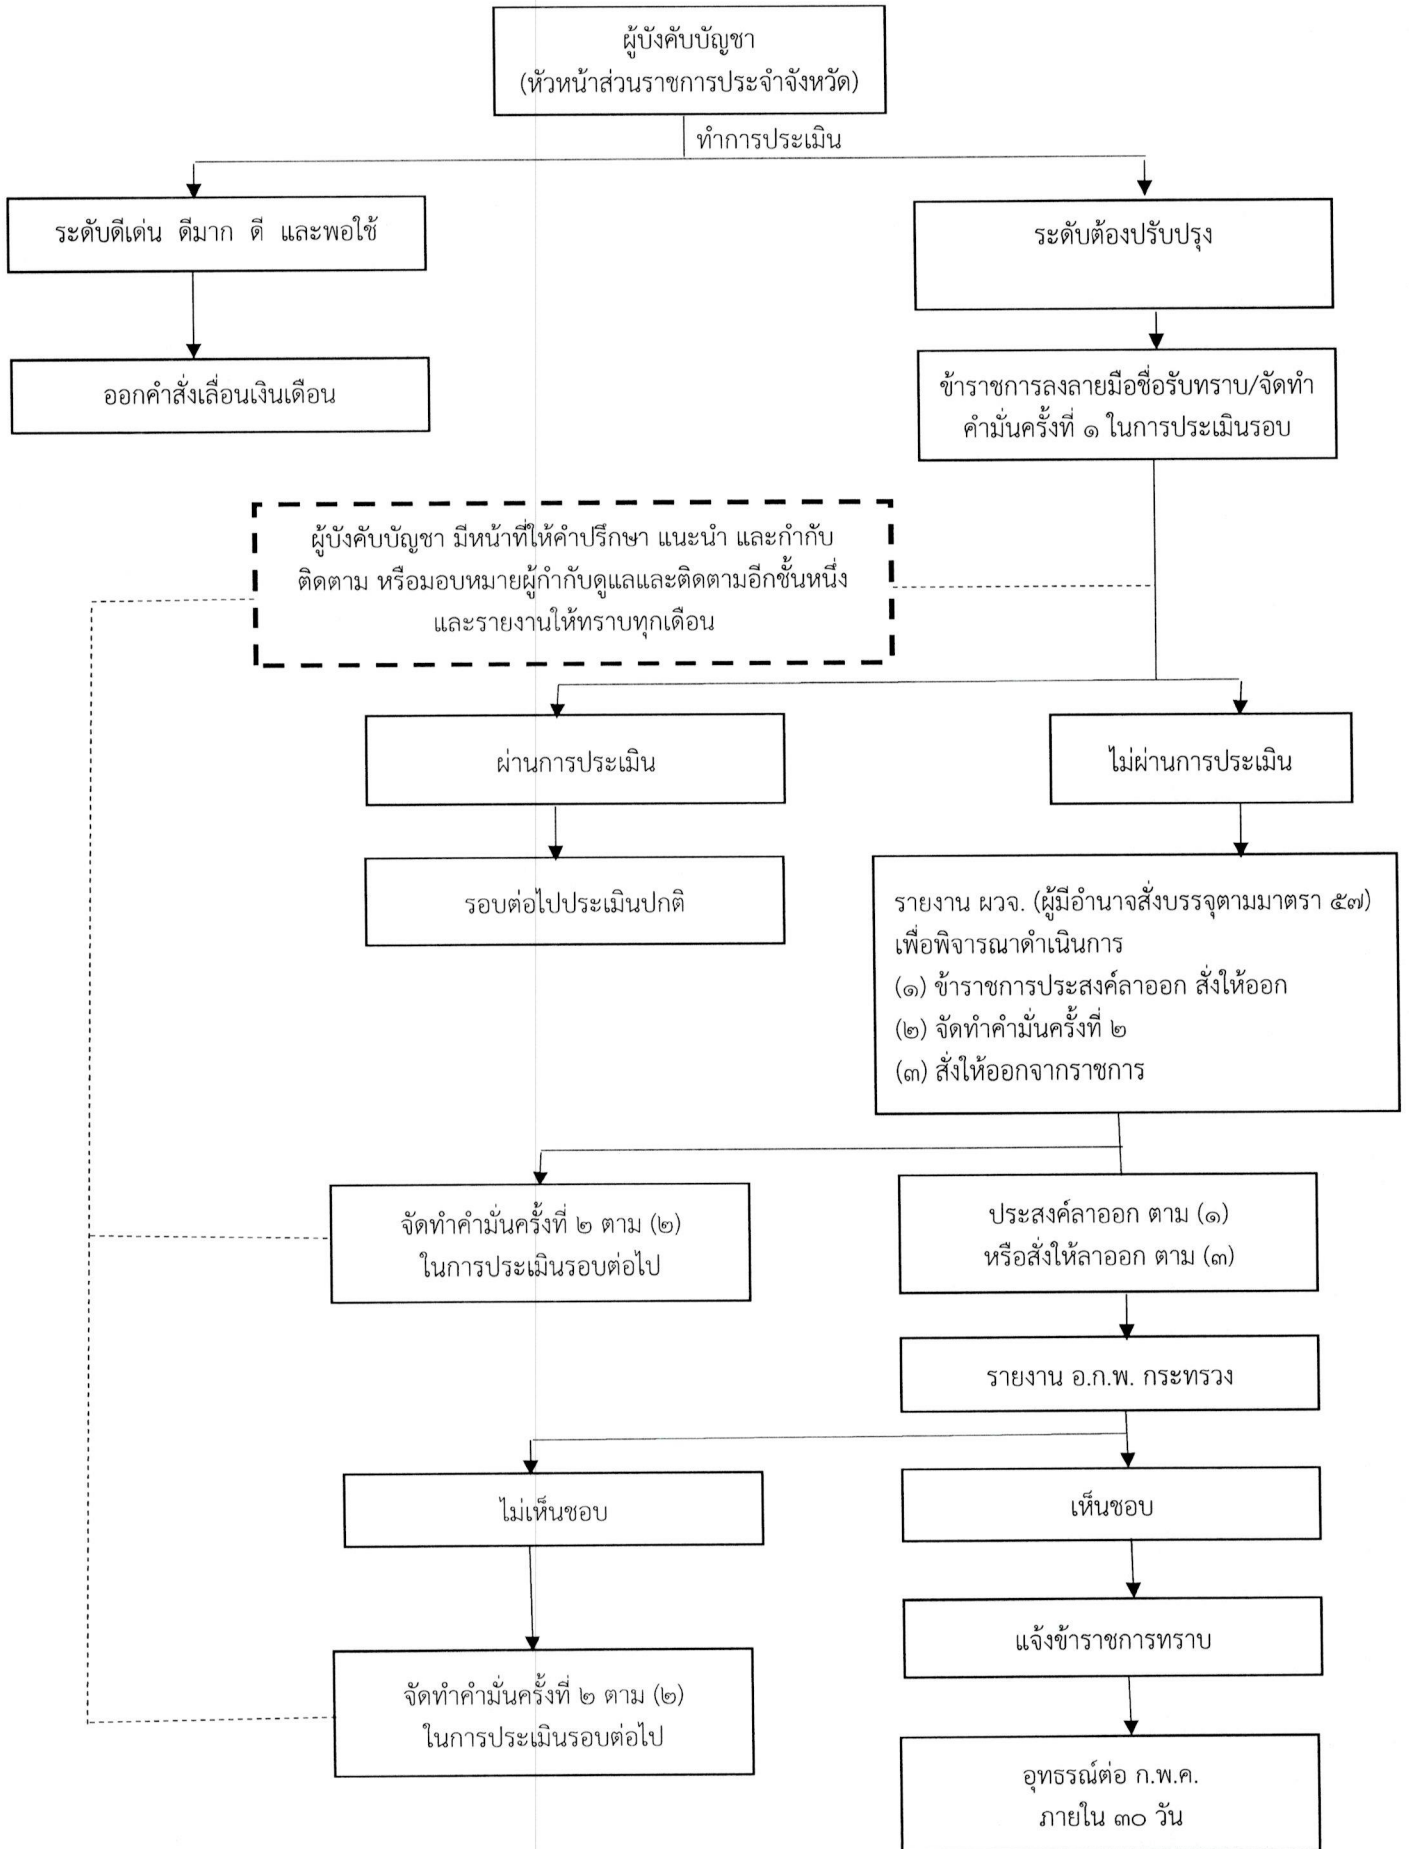 ผู้บังคับบัญชา
(หัวหน้าส่วนราชการประจำจังหวัด)
ทำการประเมิน
ระดับดีเด่น ดีมาก ดี และพอใช้
ระดับต้องปรับปรุง
ออกคำสั่งเลื่อนเงินเดือน
ข้าราชการลงลายมือชื่อรับทราบ/จัดทำ
คำมั่นครั้งที่ ๑ ในการประเมินรอบ
ผู้บังคับบัญชา มีหน้าที่ให้คำปรึกษา แนะนำ และกำกับ
ติดตาม หรือมอบหมายผู้กำกับดูแลและติดตามอีกชั้นหนึ่ง
และรายงานให้ทราบทุกเดือน
ผ่านการประเมิน
ไม่ผ่านการประเมิน
รอบต่อไปประเมินปกติ
รายงาน ผวจ. (ผู้มีอำนาจสั่งบรรจุตามมาตรา ๕๗)
เพื่อพิจารณาดำเนินการ
(๑) ข้าราชการประสงค์ลาออก สั่งให้ออก
(๒) จัดทำคำมั่นครั้งที่ ๒
(๓) สั่งให้ออกจากราชการ
จัดทำคำมั่นครั้งที่ ๒ ตาม (๒)
ในการประเมินรอบต่อไป
ประสงค์ลาออก ตาม (๑)
หรือสั่งให้ลาออก ตาม (๓)
รายงาน อ.ก.พ. กระทรวง
ไม่เห็นชอบ
เห็นชอบ
แจ้งข้าราชการทราบ
จัดทำคำมั่นครั้งที่ ๒ ตาม (๒)
ในการประเมินรอบต่อไป
อุทธรณ์ต่อ ก.พ.ค.
ภายใน ๓๐ วัน